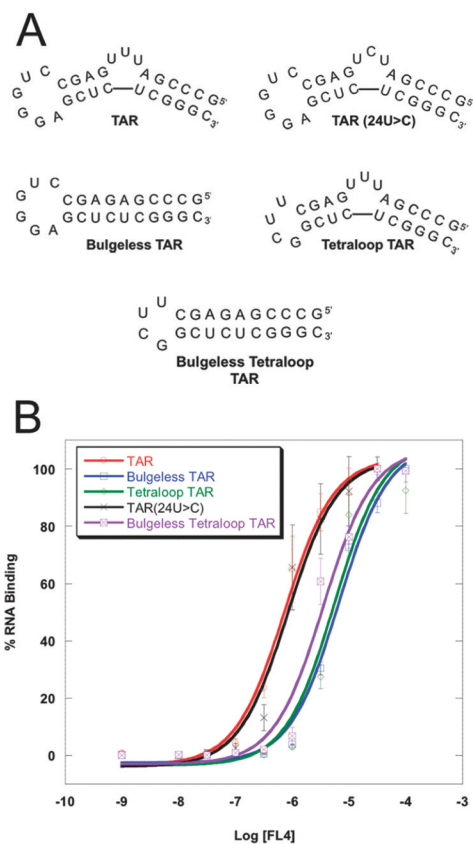 A
G U C C G A G U U U A G C C C G 5'
G G A G C U C U C G G G C 3'
TAR
G U C C G A G U C U A G C C C G 5'
G G A G C U C U C G G G C 3'
TAR (24U>C)
G U C C G A G A G C C C G 5'
G G A G C U C U C G G G C 3'
Bulgeless TAR
U U C G A G U U U A G C C C G 5'
C G G C U C U C G G G C 3'
Tetraloop TAR
U U C G A G A G C C C G 5'
C G G C U C U C G G G C 3'
Bulgeless Tetraloop
TAR
B
TAR
Bulgeless TAR
Tetraloop TAR
TAR(24U>C)
Bulgeless Tetraloop TAR
% RNA Binding
100
80
60
40
20
0
-10 -9 -8 -7 -6 -5 -4 -3
Log [FL4]